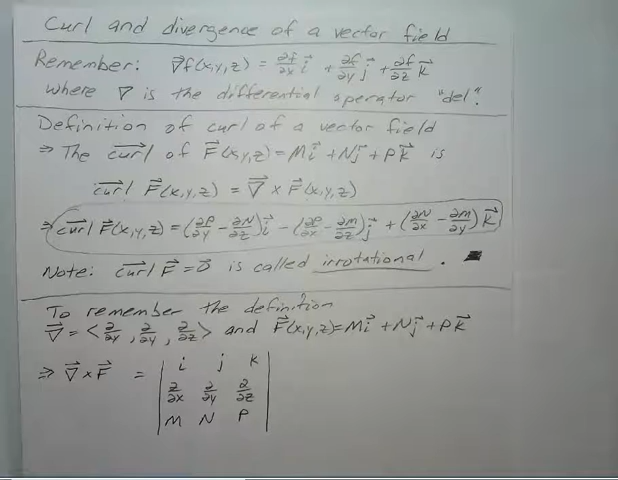 Curl and divergence of a vector field
Remember: ∇⃗f(x,y,z) = ∂f/∂x i⃗ + ∂f/∂y j⃗ + ∂f/∂z k⃗
where ∇ is the differential operator "del".
Definition of curl of a vector field
⇒ The curl⃗ of F⃗(x,y,z) = Mi⃗ + Nj⃗ + Pk⃗ is
curl⃗ F⃗(x,y,z) = ∇⃗ × F⃗(x,y,z)
⇒ curl⃗ F⃗(x,y,z) = (∂P/∂y - ∂N/∂z)i⃗ - (∂P/∂x - ∂M/∂z)j⃗ + (∂N/∂x - ∂M/∂y)k⃗
Note: curl⃗ F⃗ = 0⃗ is called irrotational.
To remember the definition
∇⃗ = <∂/∂y, ∂/∂y, ∂/∂z> and F⃗(x,y,z) = Mi⃗ + Nj⃗ + Pk⃗
⇒ ∇⃗ × F⃗ = | i j k |
| ∂/∂x ∂/∂y ∂/∂z |
| M N P |